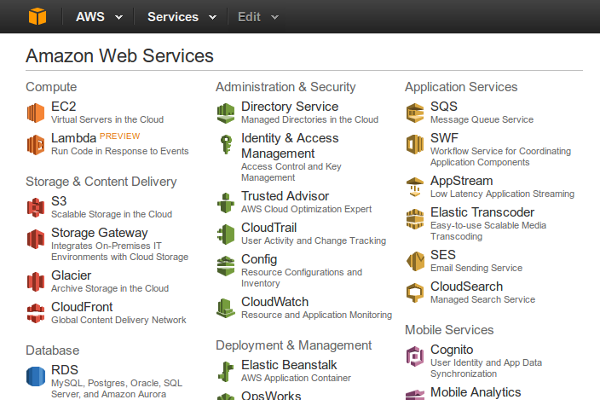 AWS Services Edit
Amazon Web Services
Compute
EC2
Virtual Servers in the Cloud
Lambda PREVIEW
Run Code in Response to Events
Storage & Content Delivery
S3
Scalable Storage in the Cloud
Storage Gateway
Integrates On-Premises IT
Environments with Cloud Storage
Glacier
Archive Storage in the Cloud
CloudFront
Global Content Delivery Network
Database
RDS
MySQL, Postgres, Oracle, SQL
Server, and Amazon Aurora
Administration & Security
Directory Service
Managed Directories in the Cloud
Identity & Access
Management
Access Control and Key
Management
Trusted Advisor
AWS Cloud Optimization Expert
CloudTrail
User Activity and Change Tracking
Config
Resource Configurations and
Inventory
CloudWatch
Resource and Application Monitoring
Deployment & Management
Elastic Beanstalk
AWS Application Container
OpsWorks
Application Services
SQS
Message Queue Service
SWF
Workflow Service for Coordinating
Application Components
AppStream
Low Latency Application Streaming
Elastic Transcoder
Easy-to-use Scalable Media
Transcoding
SES
Email Sending Service
CloudSearch
Managed Search Service
Mobile Services
Cognito
User Identity and App Data
Synchronization
Mobile Analytics